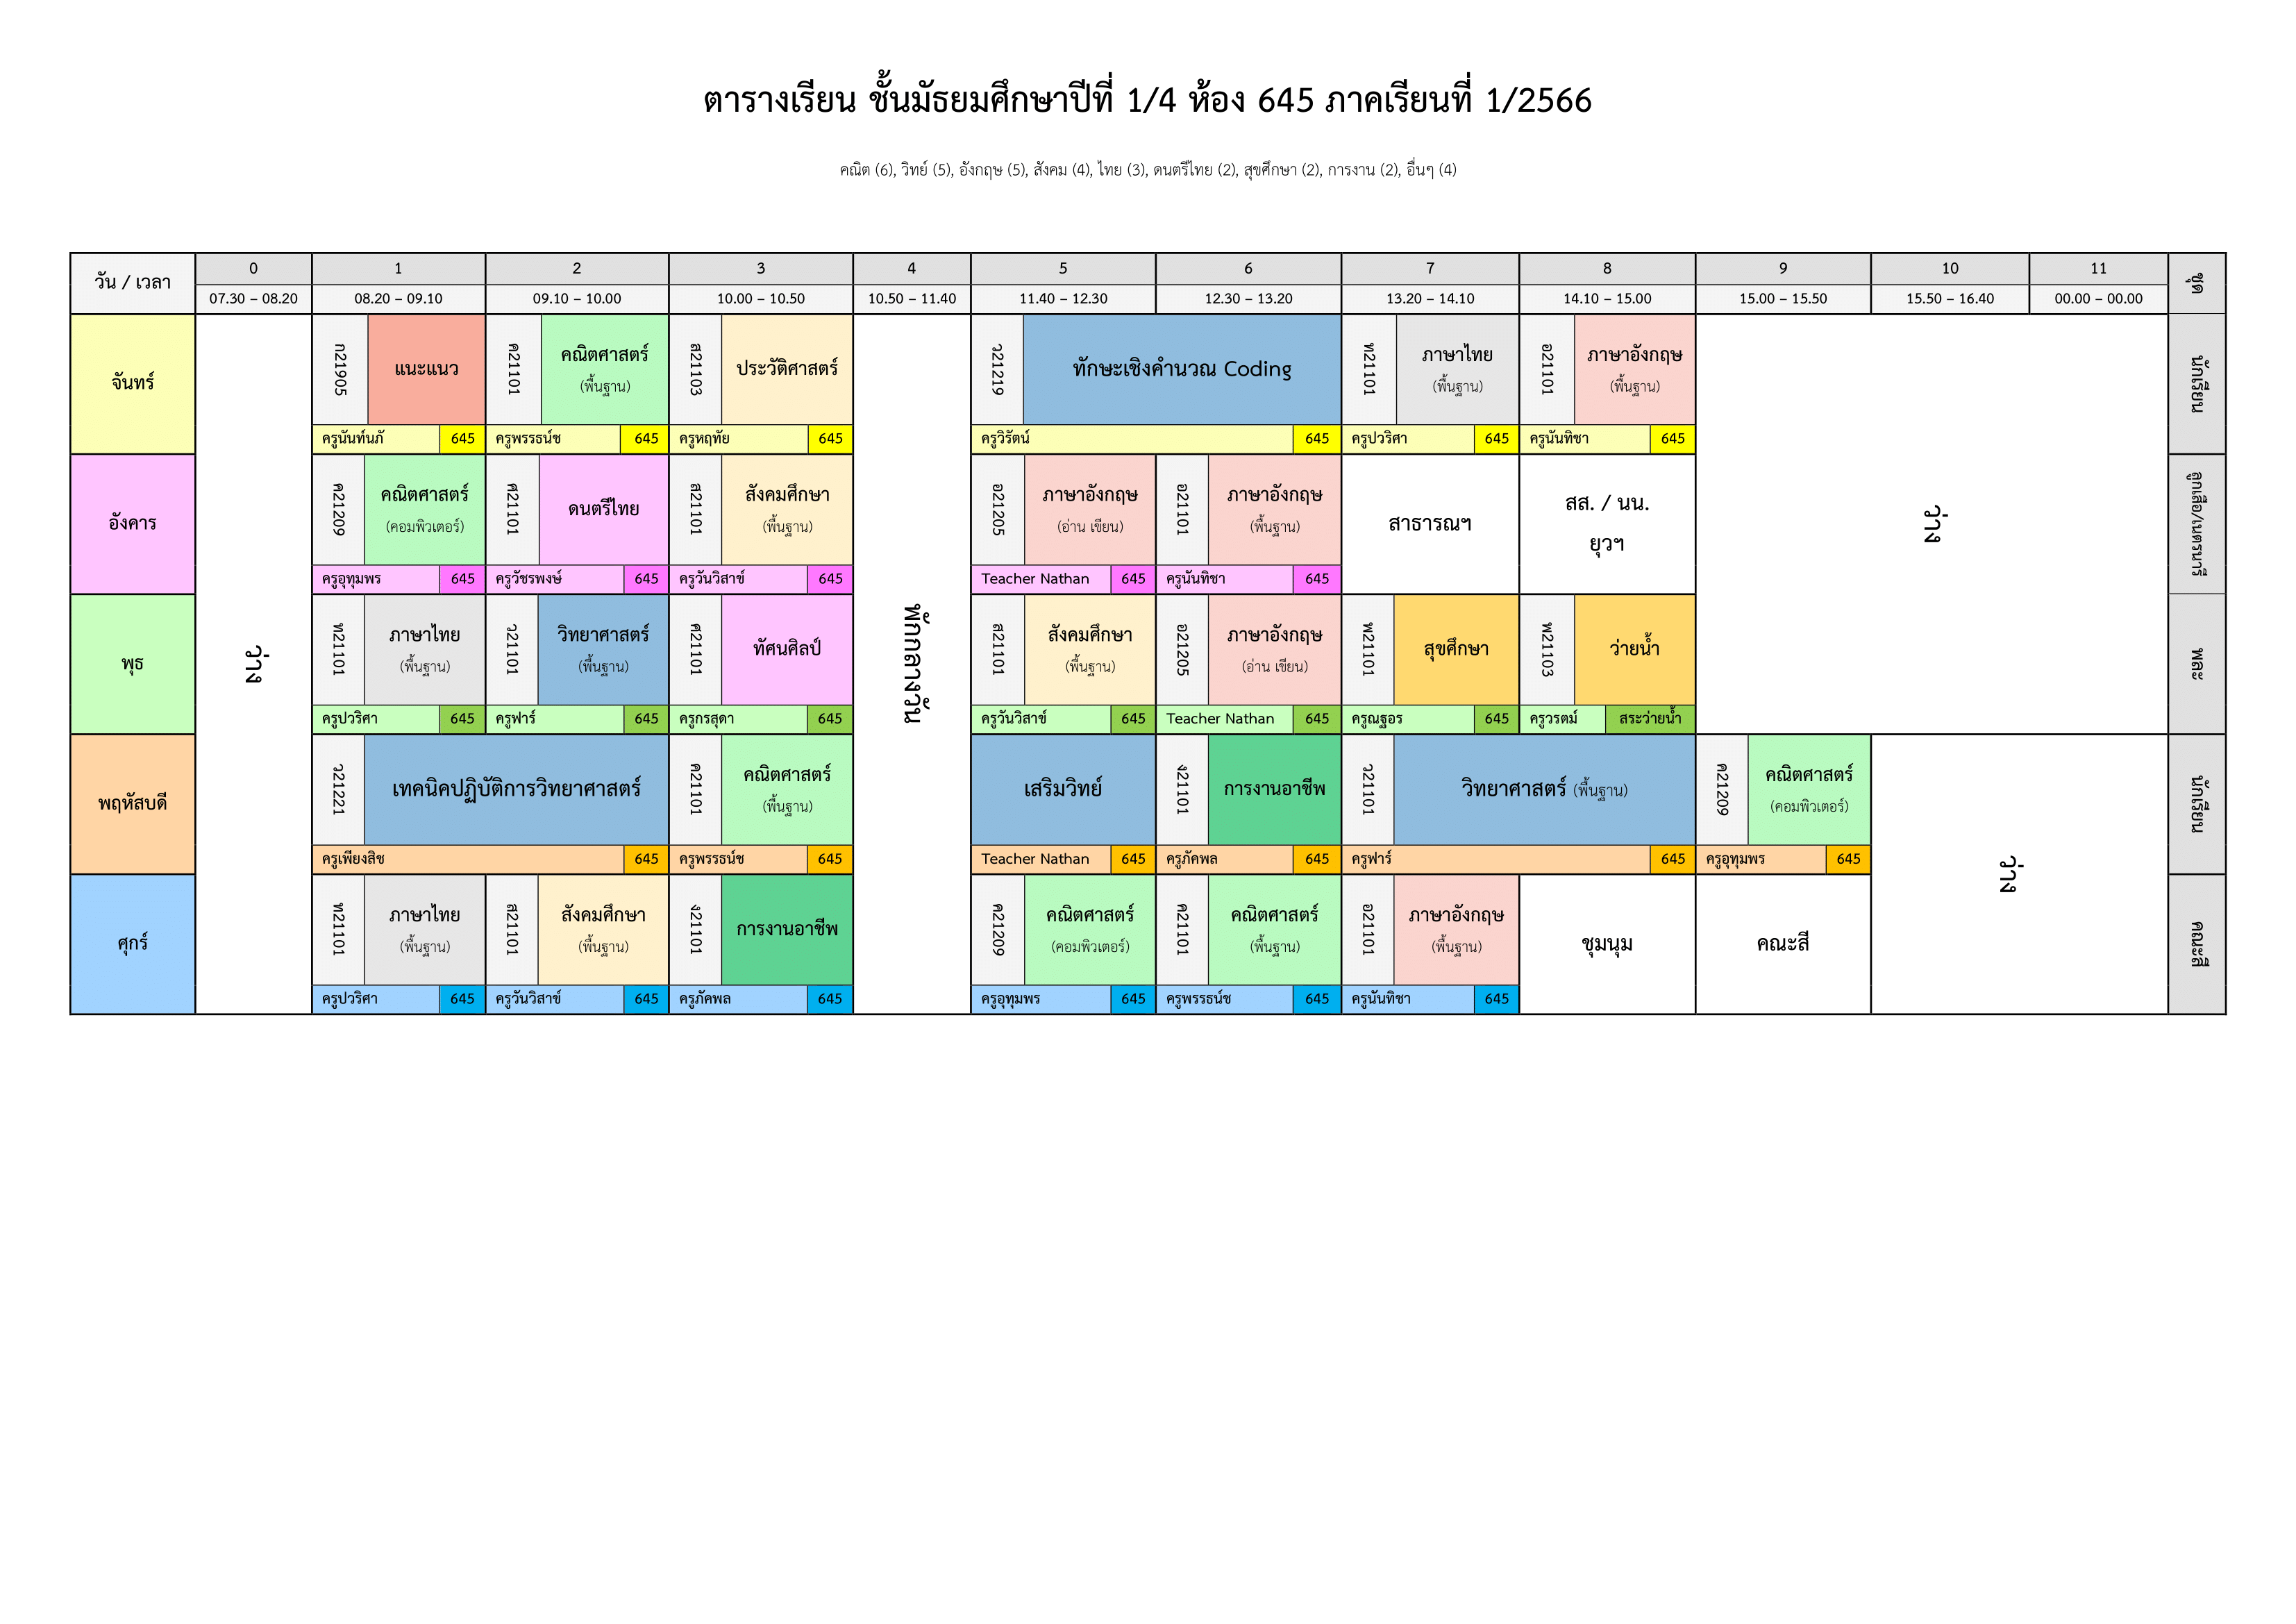 ตารางเรียน ชั้นมัธยมศึกษาปีที่ 1/4 ห้อง 645 ภาคเรียนที่ 1/2566
คณิต (6), วิทย์ (5), อังกฤษ (5), สังคม (4), ไทย (3), ดนตรีไทย (2), สุขศึกษา (2), การงาน (2), อื่นๆ (4)
วัน / เวลา 0 1 2 3 4 5 6 7 8 9 10 11 ชุด
07.30 – 08.20 08.20 – 09.10 09.10 – 10.00 10.00 – 10.50 10.50 – 11.40 11.40 – 12.30 12.30 – 13.20 13.20 – 14.10 14.10 – 15.00 15.00 – 15.50 15.50 – 16.40 00.00 – 00.00
ว่าง
พักกลางวัน
ว่าง
จันทร์ ก21905 แนะแนว ค21101 คณิตศาสตร์ (พื้นฐาน) ส21103 ประวัติศาสตร์ ว21219 ทักษะเชิงคำนวณ Coding ท21101 ภาษาไทย (พื้นฐาน) อ21101 ภาษาอังกฤษ (พื้นฐาน) นักเรียน
ครูนันท์นภั 645 ครูพรรธน์ช 645 ครูหฤทัย 645 ครูวิรัตน์ 645 ครูปวริศา 645 ครูนันทิชา 645
อังคาร ค21209 คณิตศาสตร์ (คอมพิวเตอร์) ศ21101 ดนตรีไทย ส21101 สังคมศึกษา (พื้นฐาน) อ21205 ภาษาอังกฤษ (อ่าน เขียน) อ21101 ภาษาอังกฤษ (พื้นฐาน) สาธารณฯ สส. / นน. ยุวฯ ลูกเสือ/เนตรนารี
ครูอุทุมพร 645 ครูวัชรพงษ์ 645 ครูวันวิสาข์ 645 Teacher Nathan 645 ครูนันทิชา 645
พุธ ท21101 ภาษาไทย (พื้นฐาน) ว21101 วิทยาศาสตร์ (พื้นฐาน) ศ21101 ทัศนศิลป์ ส21101 สังคมศึกษา (พื้นฐาน) อ21205 ภาษาอังกฤษ (อ่าน เขียน) พ21101 สุขศึกษา พ21103 ว่ายน้ำ พละ
ครูปวริศา 645 ครูฟาร์ 645 ครูกรสุดา 645 ครูวันวิสาข์ 645 Teacher Nathan 645 ครูณฐอร 645 ครูวรตม์ สระว่ายน้ำ
พฤหัสบดี ว21221 เทคนิคปฏิบัติการวิทยาศาสตร์ ค21101 คณิตศาสตร์ (พื้นฐาน) เสริมวิทย์ ง21101 การงานอาชีพ ว21101 วิทยาศาสตร์ (พื้นฐาน) ค21209 คณิตศาสตร์ (คอมพิวเตอร์) นักเรียน
ครูเพียงสิช 645 ครูพรรธน์ช 645 Teacher Nathan 645 ครูภัคพล 645 ครูฟาร์ 645 ครูอุทุมพร 645
ว่าง
ศุกร์ ท21101 ภาษาไทย (พื้นฐาน) ส21101 สังคมศึกษา (พื้นฐาน) ง21101 การงานอาชีพ ค21209 คณิตศาสตร์ (คอมพิวเตอร์) ค21101 คณิตศาสตร์ (พื้นฐาน) อ21101 ภาษาอังกฤษ (พื้นฐาน) ชุมนุม คณะสี คณะสี
ครูปวริศา 645 ครูวันวิสาข์ 645 ครูภัคพล 645 ครูอุทุมพร 645 ครูพรรธน์ช 645 ครูนันทิชา 645